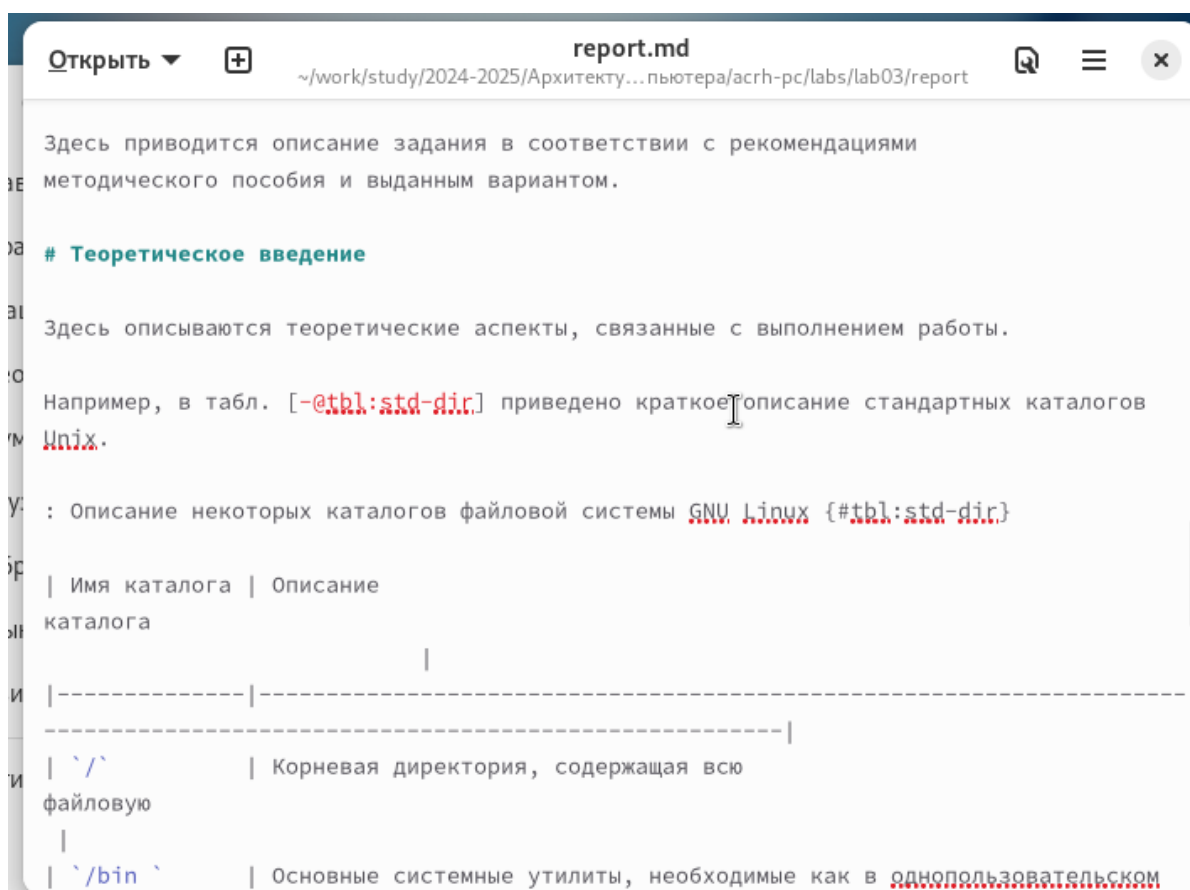 Открыть
report.md
~/work/study/2024-2025/Архитекту…пьютера/acrh-pc/labs/lab03/report
Здесь приводится описание задания в соответствии с рекомендациями
методического пособия и выданным вариантом.
# Теоретическое введение
Здесь описываются теоретические аспекты, связанные с выполнением работы.
Например, в табл. [-@tbl:std-dir] приведено краткое описание стандартных каталогов
Unix.
: Описание некоторых каталогов файловой системы GNU Linux {#tbl:std-dir}
| Имя каталога | Описание
каталога
|
|--------------|---------------------------------------------------------------------
-------------------------------------------------------|
| `/` | Корневая директория, содержащая всю
файловую
|
| `/bin ` | Основные системные утилиты, необходимые как в однопользовательском